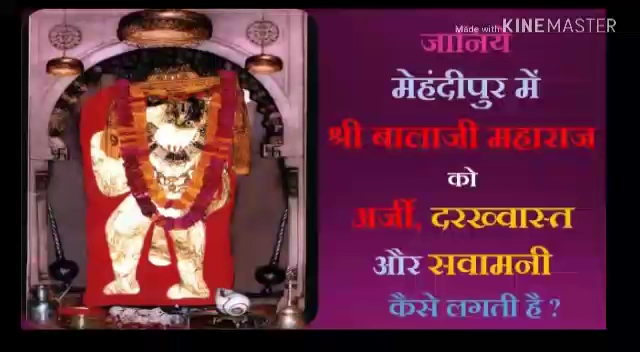 Made with KINEMASTER
जानिये
मेहंदीपुर में
श्री बालाजी महाराज
को
अर्जी, दरख्वास्त
और सवामनी
कैसे लगती है ?